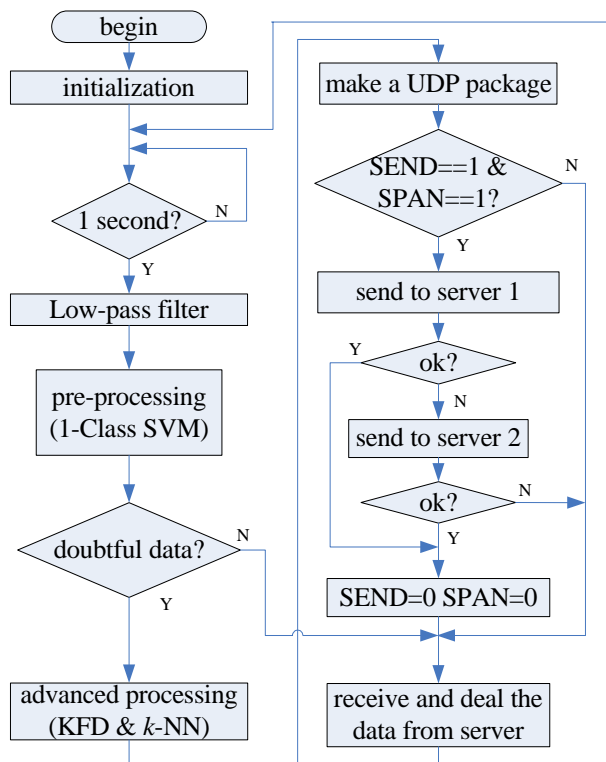 begin
initialization
1 second?
N
Y
Low-pass filter
pre-processing
(1-Class SVM)
doubtful data?
N
Y
advanced processing
(KFD & k-NN)
make a UDP package
SEND==1 &
SPAN==1?
N
Y
send to server 1
ok?
Y
N
send to server 2
ok?
N
Y
SEND=0 SPAN=0
receive and deal the
data from server